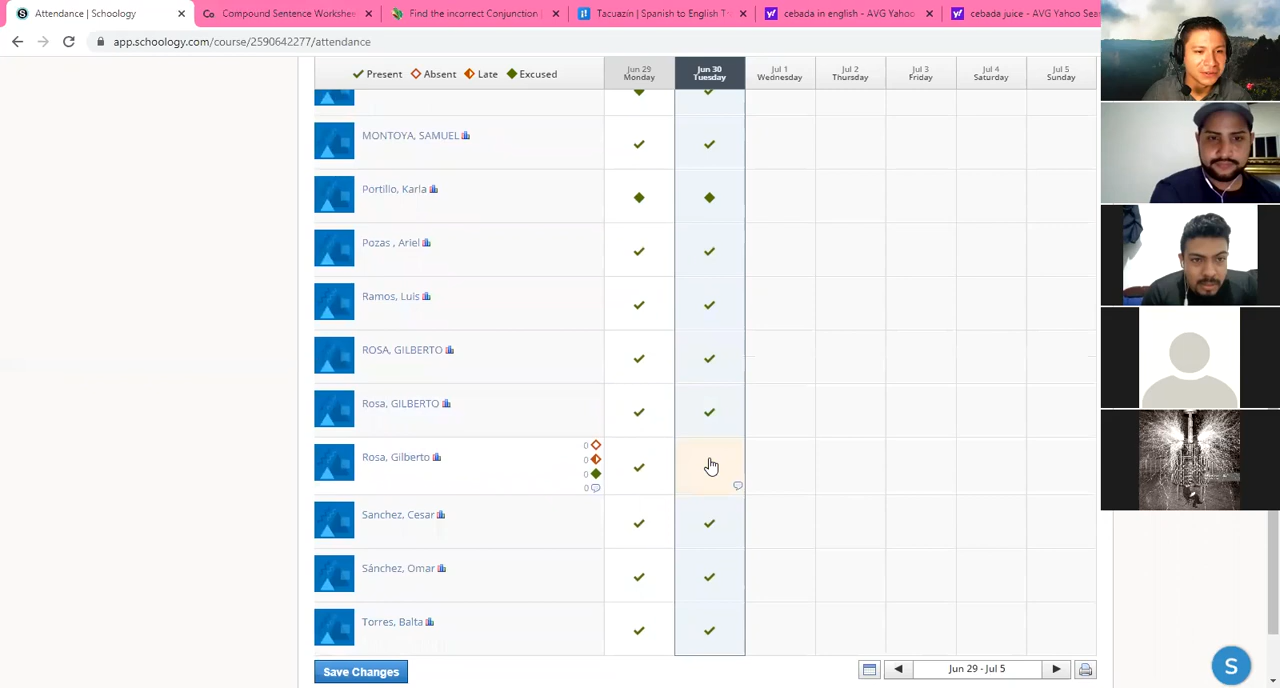 Attendance | Schoology
Compound Sentence Workshee
Find the incorrect Conjunction
Tacuazín | Spanish to English T
cebada in english - AVG Yahoo
cebada juice - AVG Yahoo Sea
app.schoology.com/course/2590642277/attendance
Present Absent Late Excused
Jun 29 Monday
Jun 30 Tuesday
Jul 1 Wednesday
Jul 2 Thursday
Jul 3 Friday
Jul 4 Saturday
Jul 5 Sunday
MONTOYA, SAMUEL
Portillo, Karla
Pozas , Ariel
Ramos, Luis
ROSA, GILBERTO
Rosa, GILBERTO
0
Rosa, Gilberto
0
0
0
Sanchez, Cesar
Sánchez, Omar
Torres, Balta
Save Changes
Jun 29 - Jul 5
S